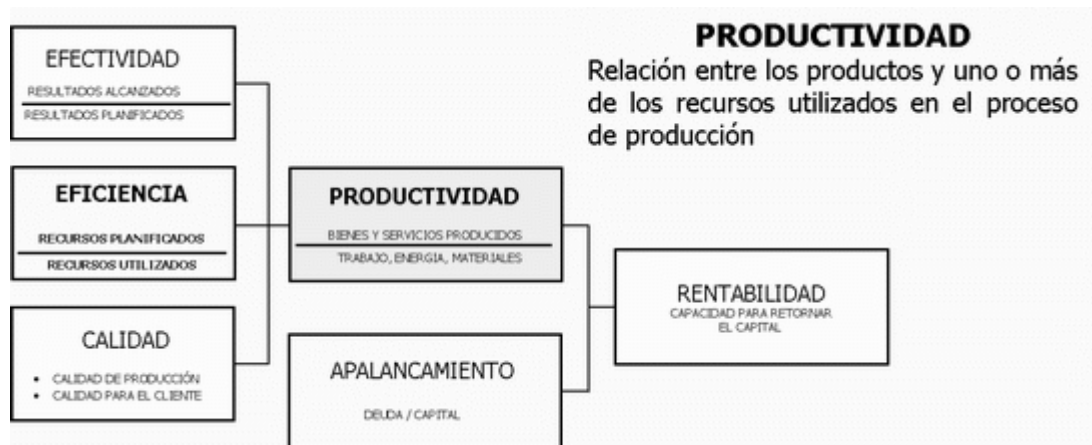 PRODUCTIVIDAD
Relación entre los productos y uno o más
de los recursos utilizados en el proceso
de producción
EFECTIVIDAD
RESULTADOS ALCANZADOS
RESULTADOS PLANIFICADOS
EFICIENCIA
RECURSOS PLANIFICADOS
RECURSOS UTILIZADOS
CALIDAD
• CALIDAD DE PRODUCCIÓN
• CALIDAD PARA EL CLIENTE
PRODUCTIVIDAD
BIENES Y SERVICIOS PRODUCIDOS
TRABAJO, ENERGIA, MATERIALES
APALANCAMIENTO
DEUDA / CAPITAL
RENTABILIDAD
CAPACIDAD PARA RETORNAR
EL CAPITAL